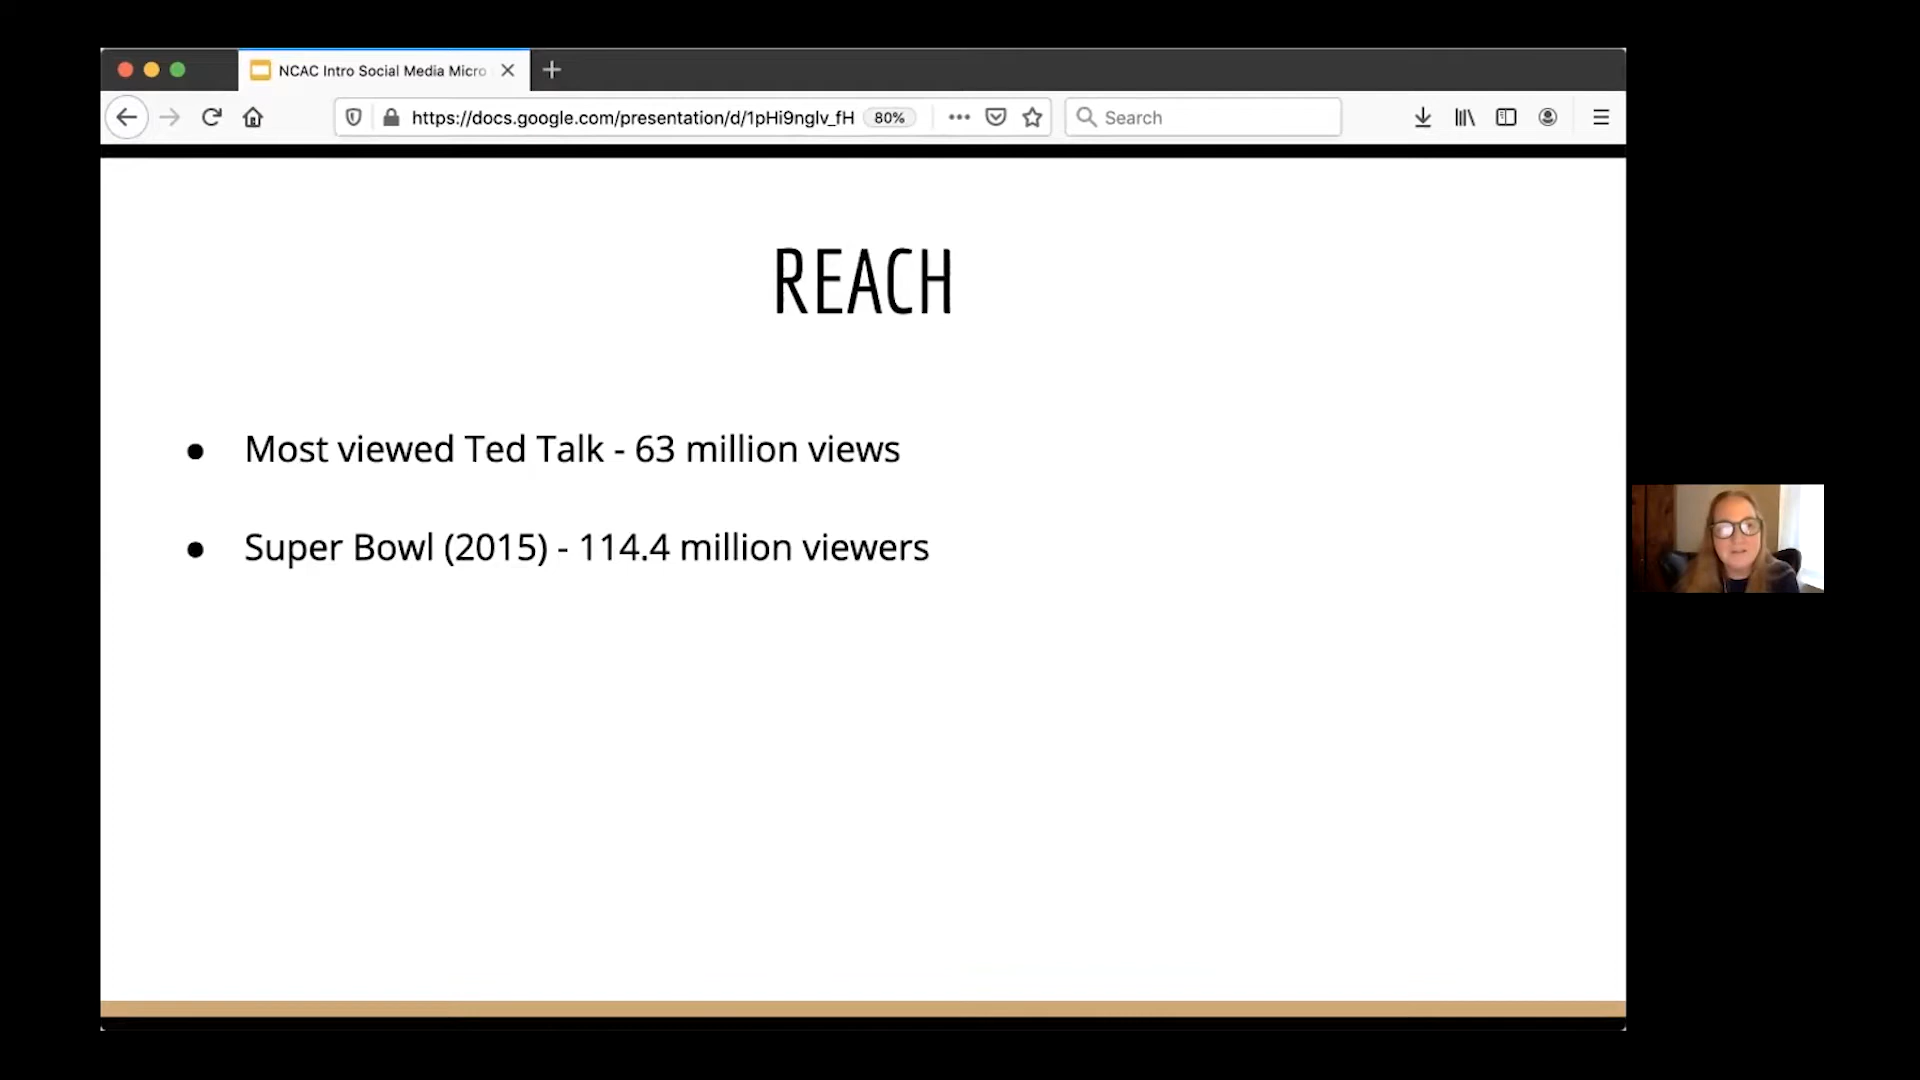 NCAC Intro Social Media Micro
https://docs.google.com/presentation/d/1pHi9nglv_fH 80% Search
REACH
● Most viewed Ted Talk - 63 million views
● Super Bowl (2015) - 114.4 million viewers